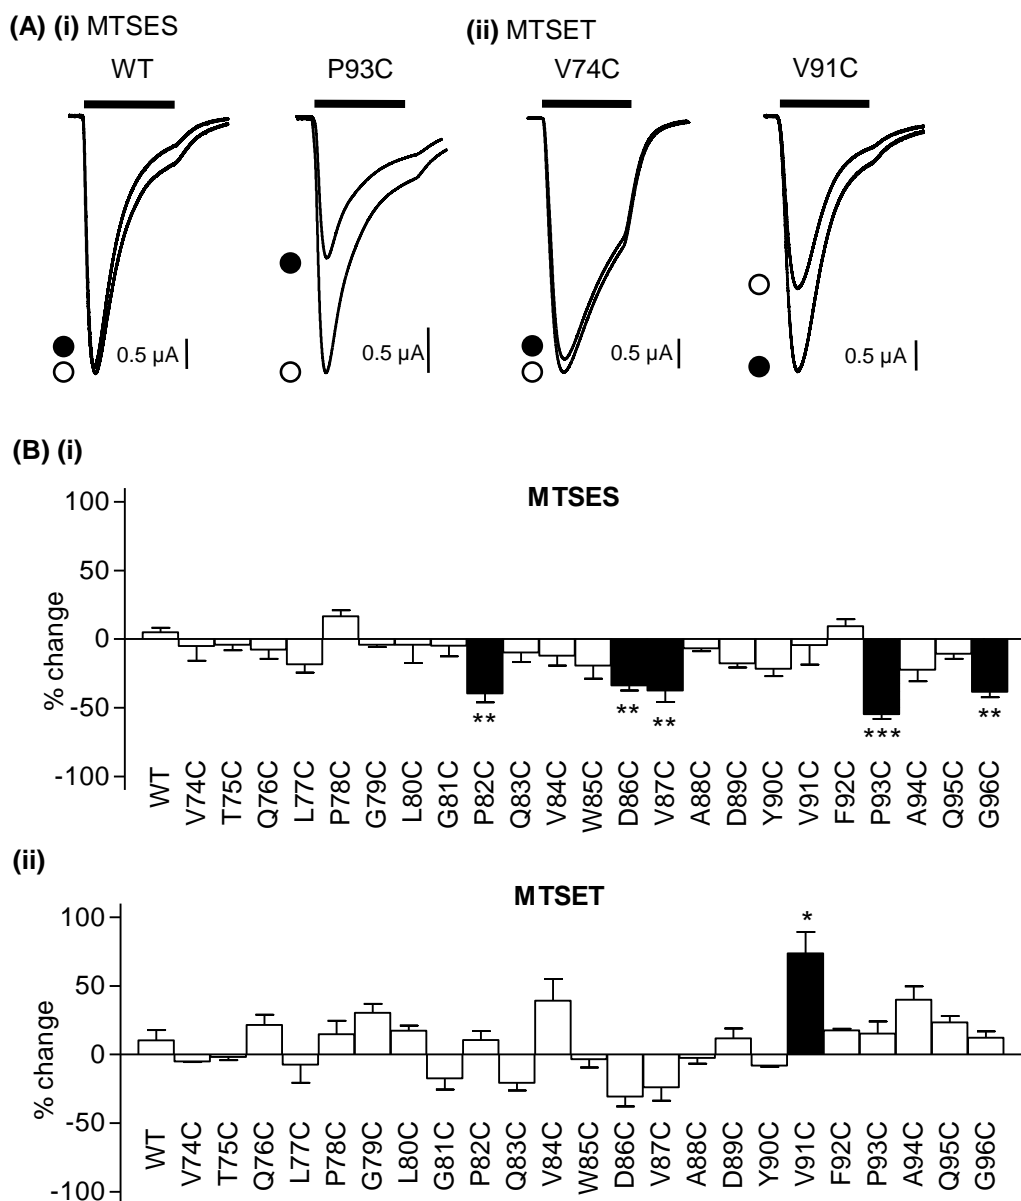 (A) (i) MTSES
(ii) MTSET
WT
P93C
V74C
V91C
0.5 µA
0.5 µA
0.5 µA
0.5 µA
(B) (i)
MTSES
% change
100
50
0
-50
-100
**
**
**
***
**
WT
V74C
T75C
Q76C
L77C
P78C
G79C
L80C
G81C
P82C
Q83C
V84C
W85C
D86C
V87C
A88C
D89C
Y90C
V91C
F92C
P93C
A94C
Q95C
G96C
(ii)
MTSET
% change
100
50
0
-50
-100
*
WT
V74C
T75C
Q76C
L77C
P78C
G79C
L80C
G81C
P82C
Q83C
V84C
W85C
D86C
V87C
A88C
D89C
Y90C
V91C
F92C
P93C
A94C
Q95C
G96C